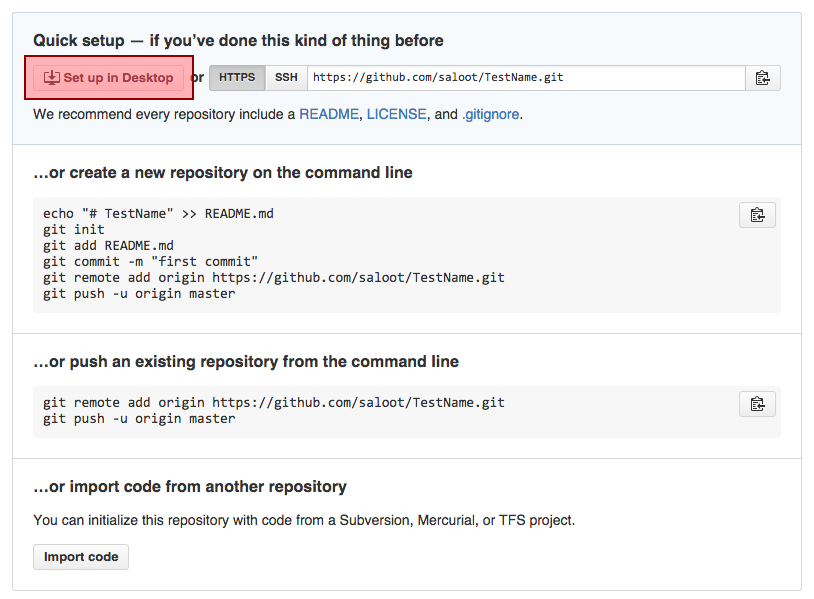 Quick setup — if you’ve done this kind of thing before
Set up in Desktop or HTTPS SSH https://github.com/saloot/TestName.git
We recommend every repository include a README, LICENSE, and .gitignore.
…or create a new repository on the command line
echo "# TestName" >> README.md
git init
git add README.md
git commit -m "first commit"
git remote add origin https://github.com/saloot/TestName.git
git push -u origin master
…or push an existing repository from the command line
git remote add origin https://github.com/saloot/TestName.git
git push -u origin master
…or import code from another repository
You can initialize this repository with code from a Subversion, Mercurial, or TFS project.
Import code